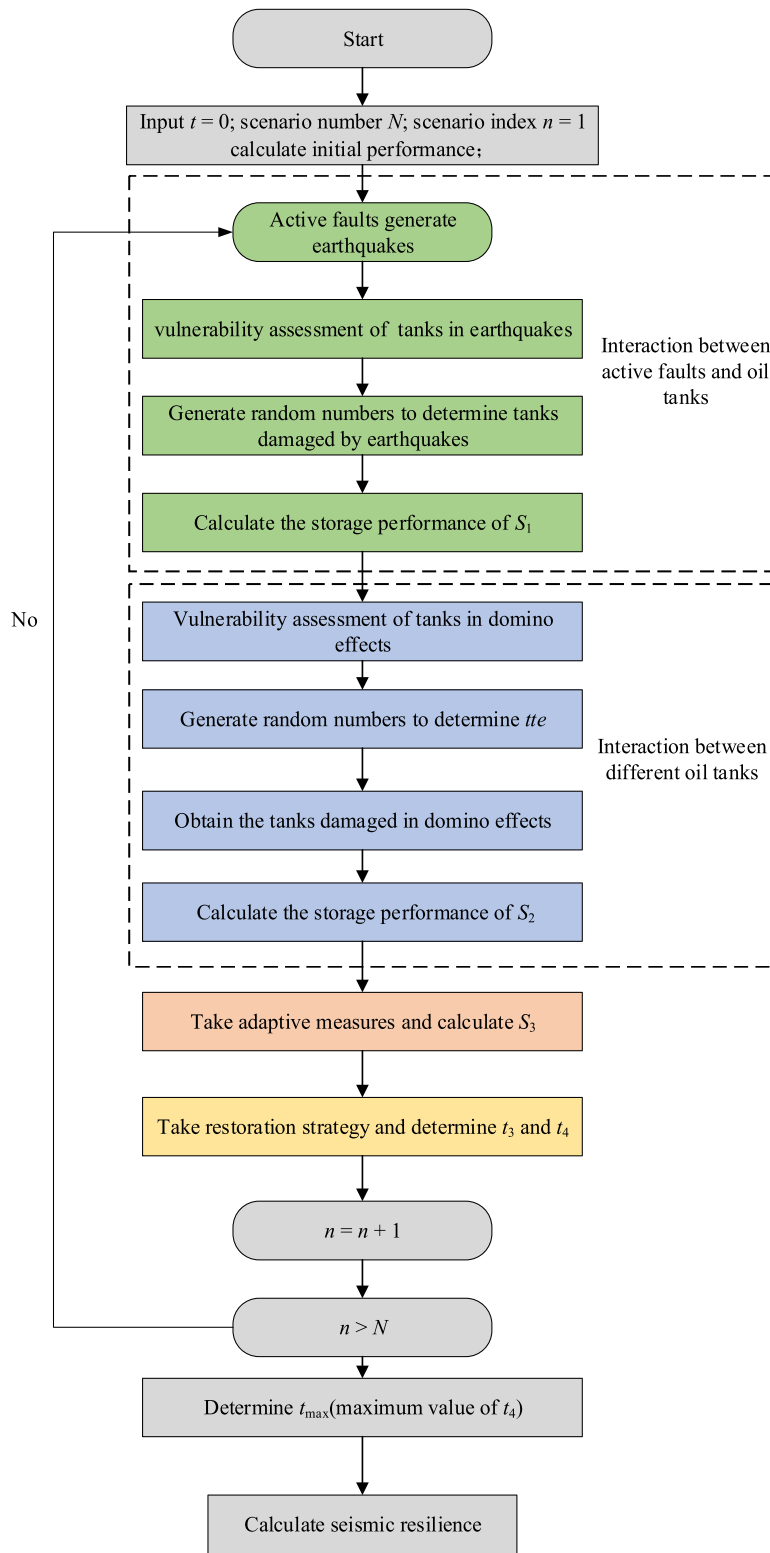 Start
Input t = 0; scenario number N; scenario index n = 1
calculate initial performance；
Active faults generate
earthquakes
vulnerability assessment of tanks in earthquakes
Interaction between
active faults and oil
tanks
Generate random numbers to determine tanks
damaged by earthquakes
Calculate the storage performance of S₁
No
Vulnerability assessment of tanks in domino
effects
Generate random numbers to determine tte
Interaction between
different oil tanks
Obtain the tanks damaged in domino effects
Calculate the storage performance of S₂
Take adaptive measures and calculate S₃
Take restoration strategy and determine t₃ and t₄
n = n + 1
n > N
Determine tmax(maximum value of t₄)
Calculate seismic resilience